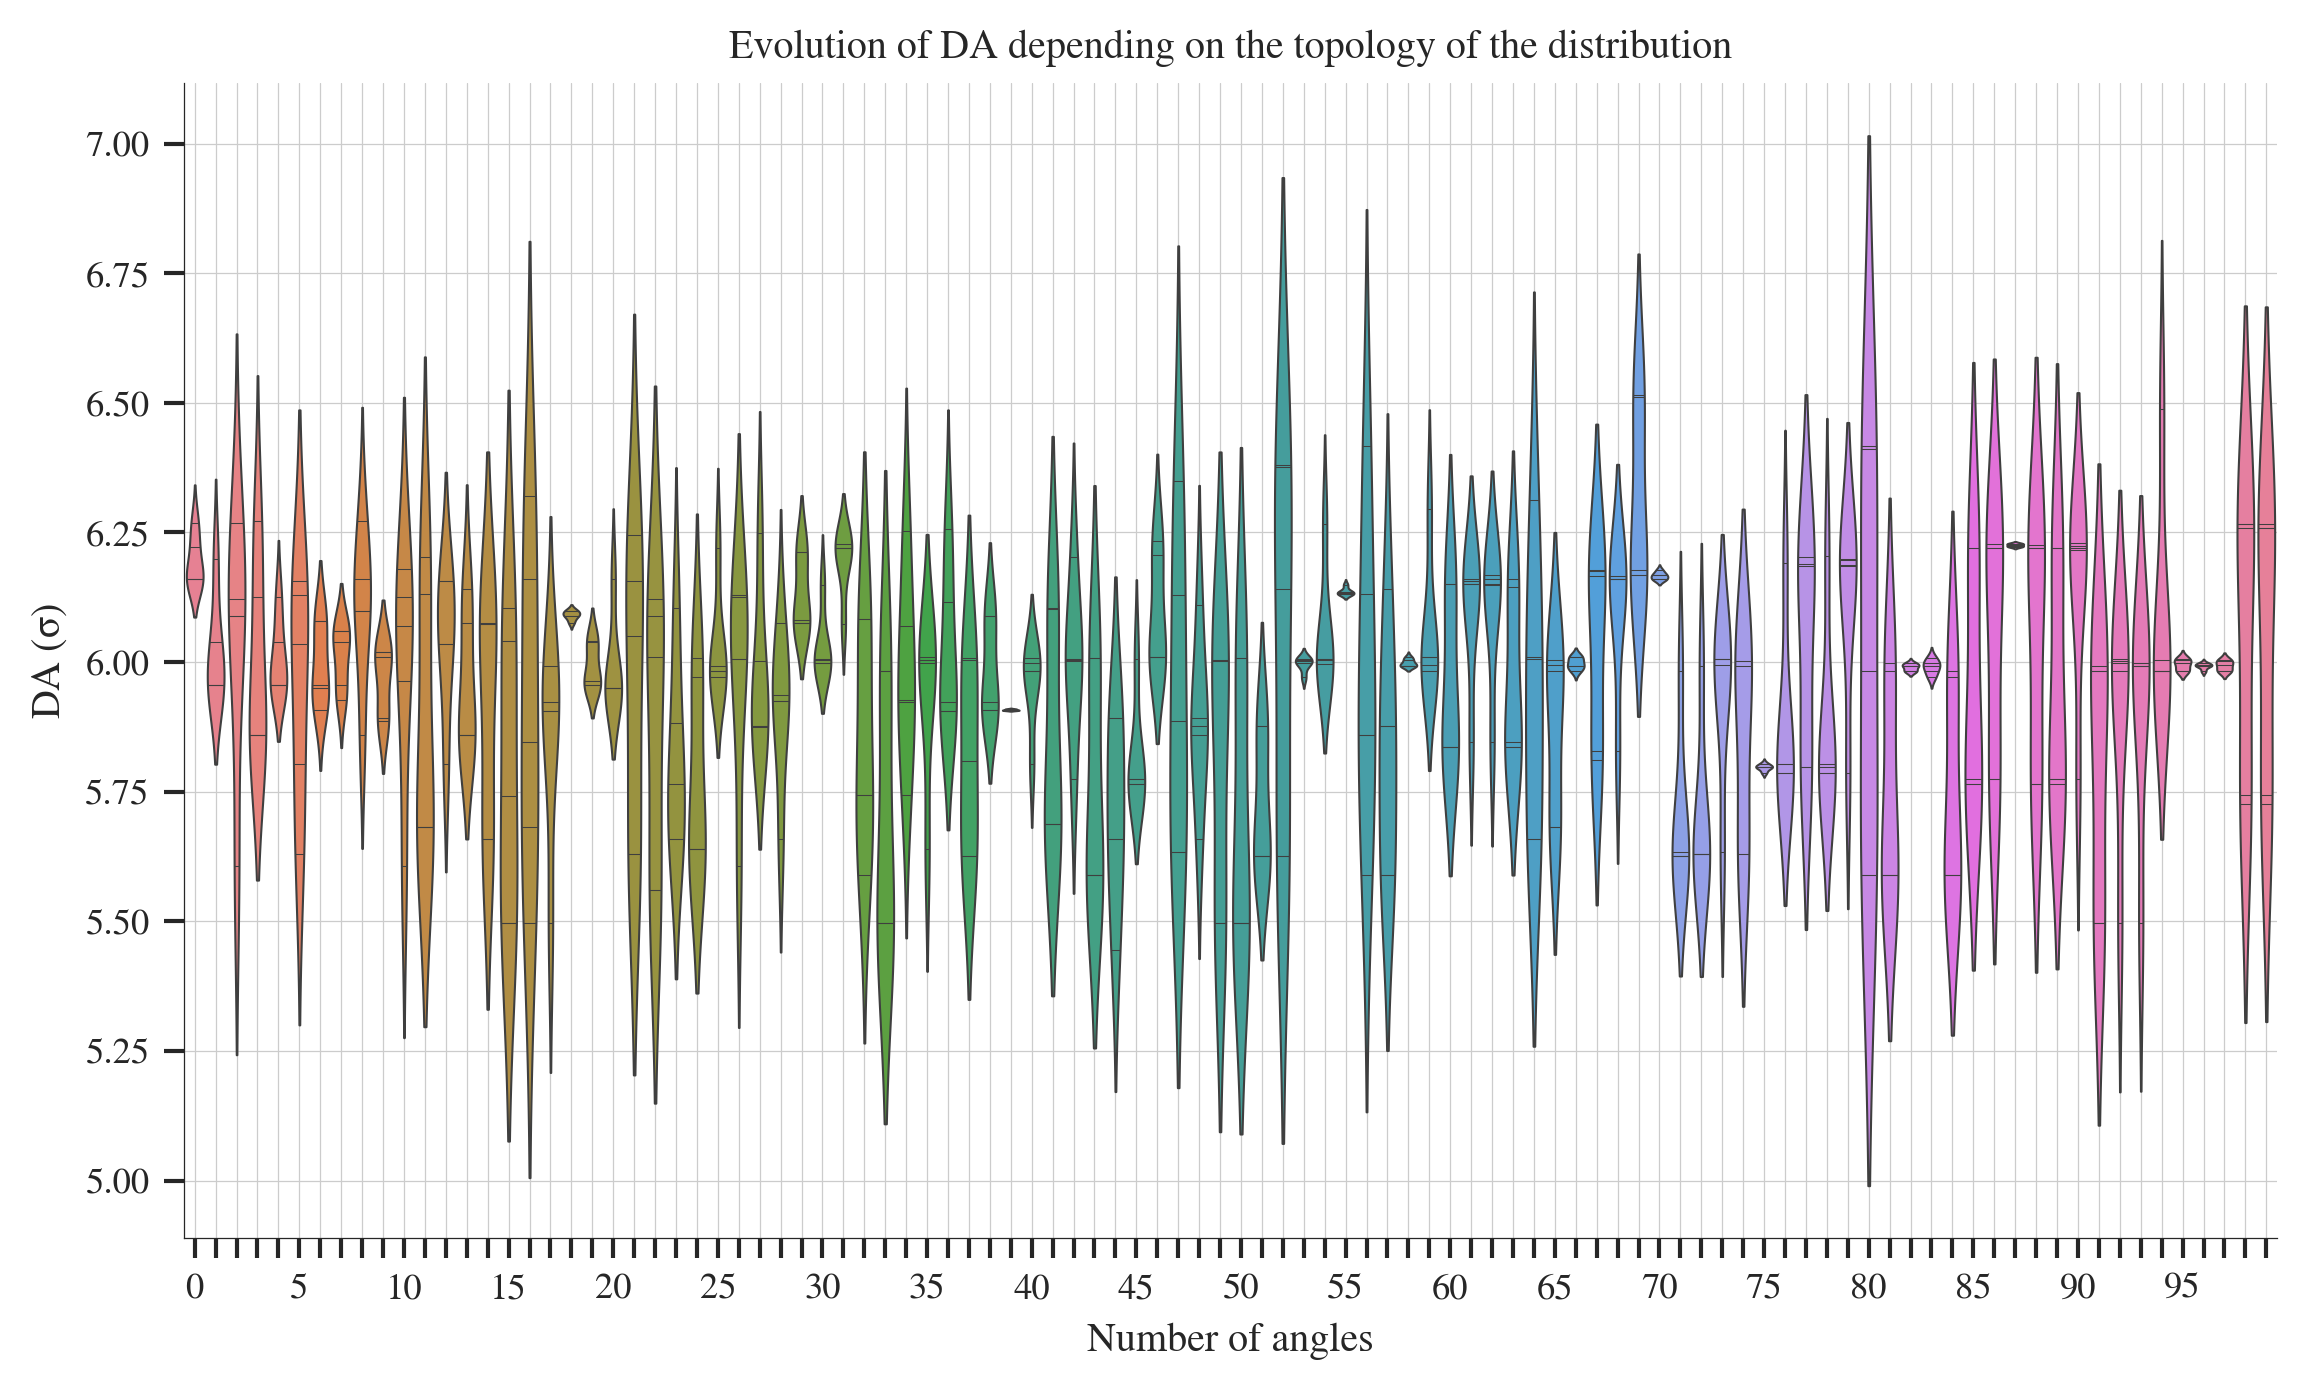 Evolution of DA depending on the topology of the distribution
7.00
6.75
6.50
6.25
6.00
5.75
5.50
5.25
5.00
DA (σ)
0 5 10 15 20 25 30 35 40 45 50 55 60 65 70 75 80 85 90 95
Number of angles